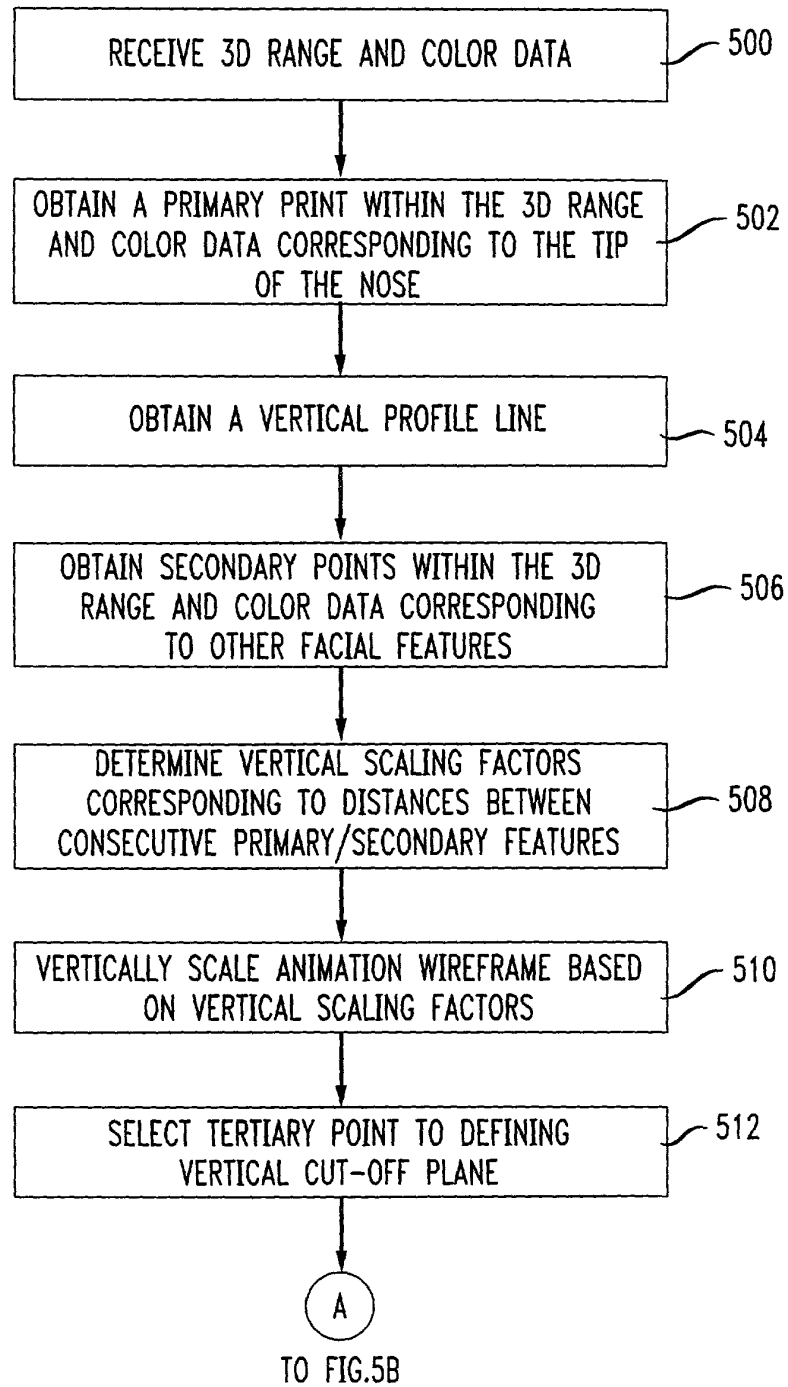 RECEIVE 3D RANGE AND COLOR DATA
500
OBTAIN A PRIMARY PRINT WITHIN THE 3D RANGE
AND COLOR DATA CORRESPONDING TO THE TIP
OF THE NOSE
502
OBTAIN A VERTICAL PROFILE LINE
504
OBTAIN SECONDARY POINTS WITHIN THE 3D
RANGE AND COLOR DATA CORRESPONDING
TO OTHER FACIAL FEATURES
506
DETERMINE VERTICAL SCALING FACTORS
CORRESPONDING TO DISTANCES BETWEEN
CONSECUTIVE PRIMARY/SECONDARY FEATURES
508
VERTICALLY SCALE ANIMATION WIREFRAME BASED
ON VERTICAL SCALING FACTORS
510
SELECT TERTIARY POINT TO DEFINING
VERTICAL CUT-OFF PLANE
512
A
TO FIG.5B